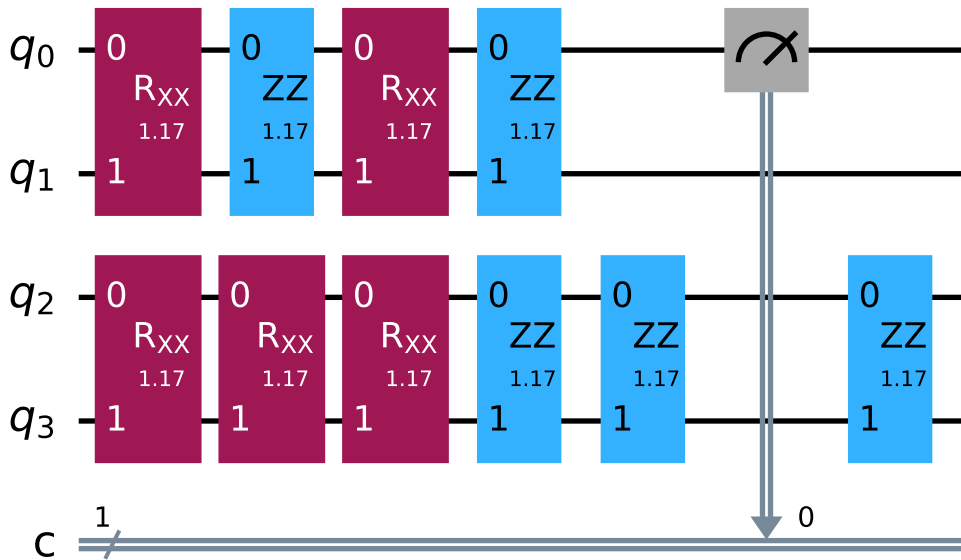 q0 0 0 0 0
RXX ZZ RXX ZZ
1.17 1.17 1.17 1.17
q1 1 1 1 1
q2 0 0 0 0 0 0
RXX RXX RXX ZZ ZZ ZZ
1.17 1.17 1.17 1.17 1.17 1.17
q3 1 1 1 1 1 1
1 0
c